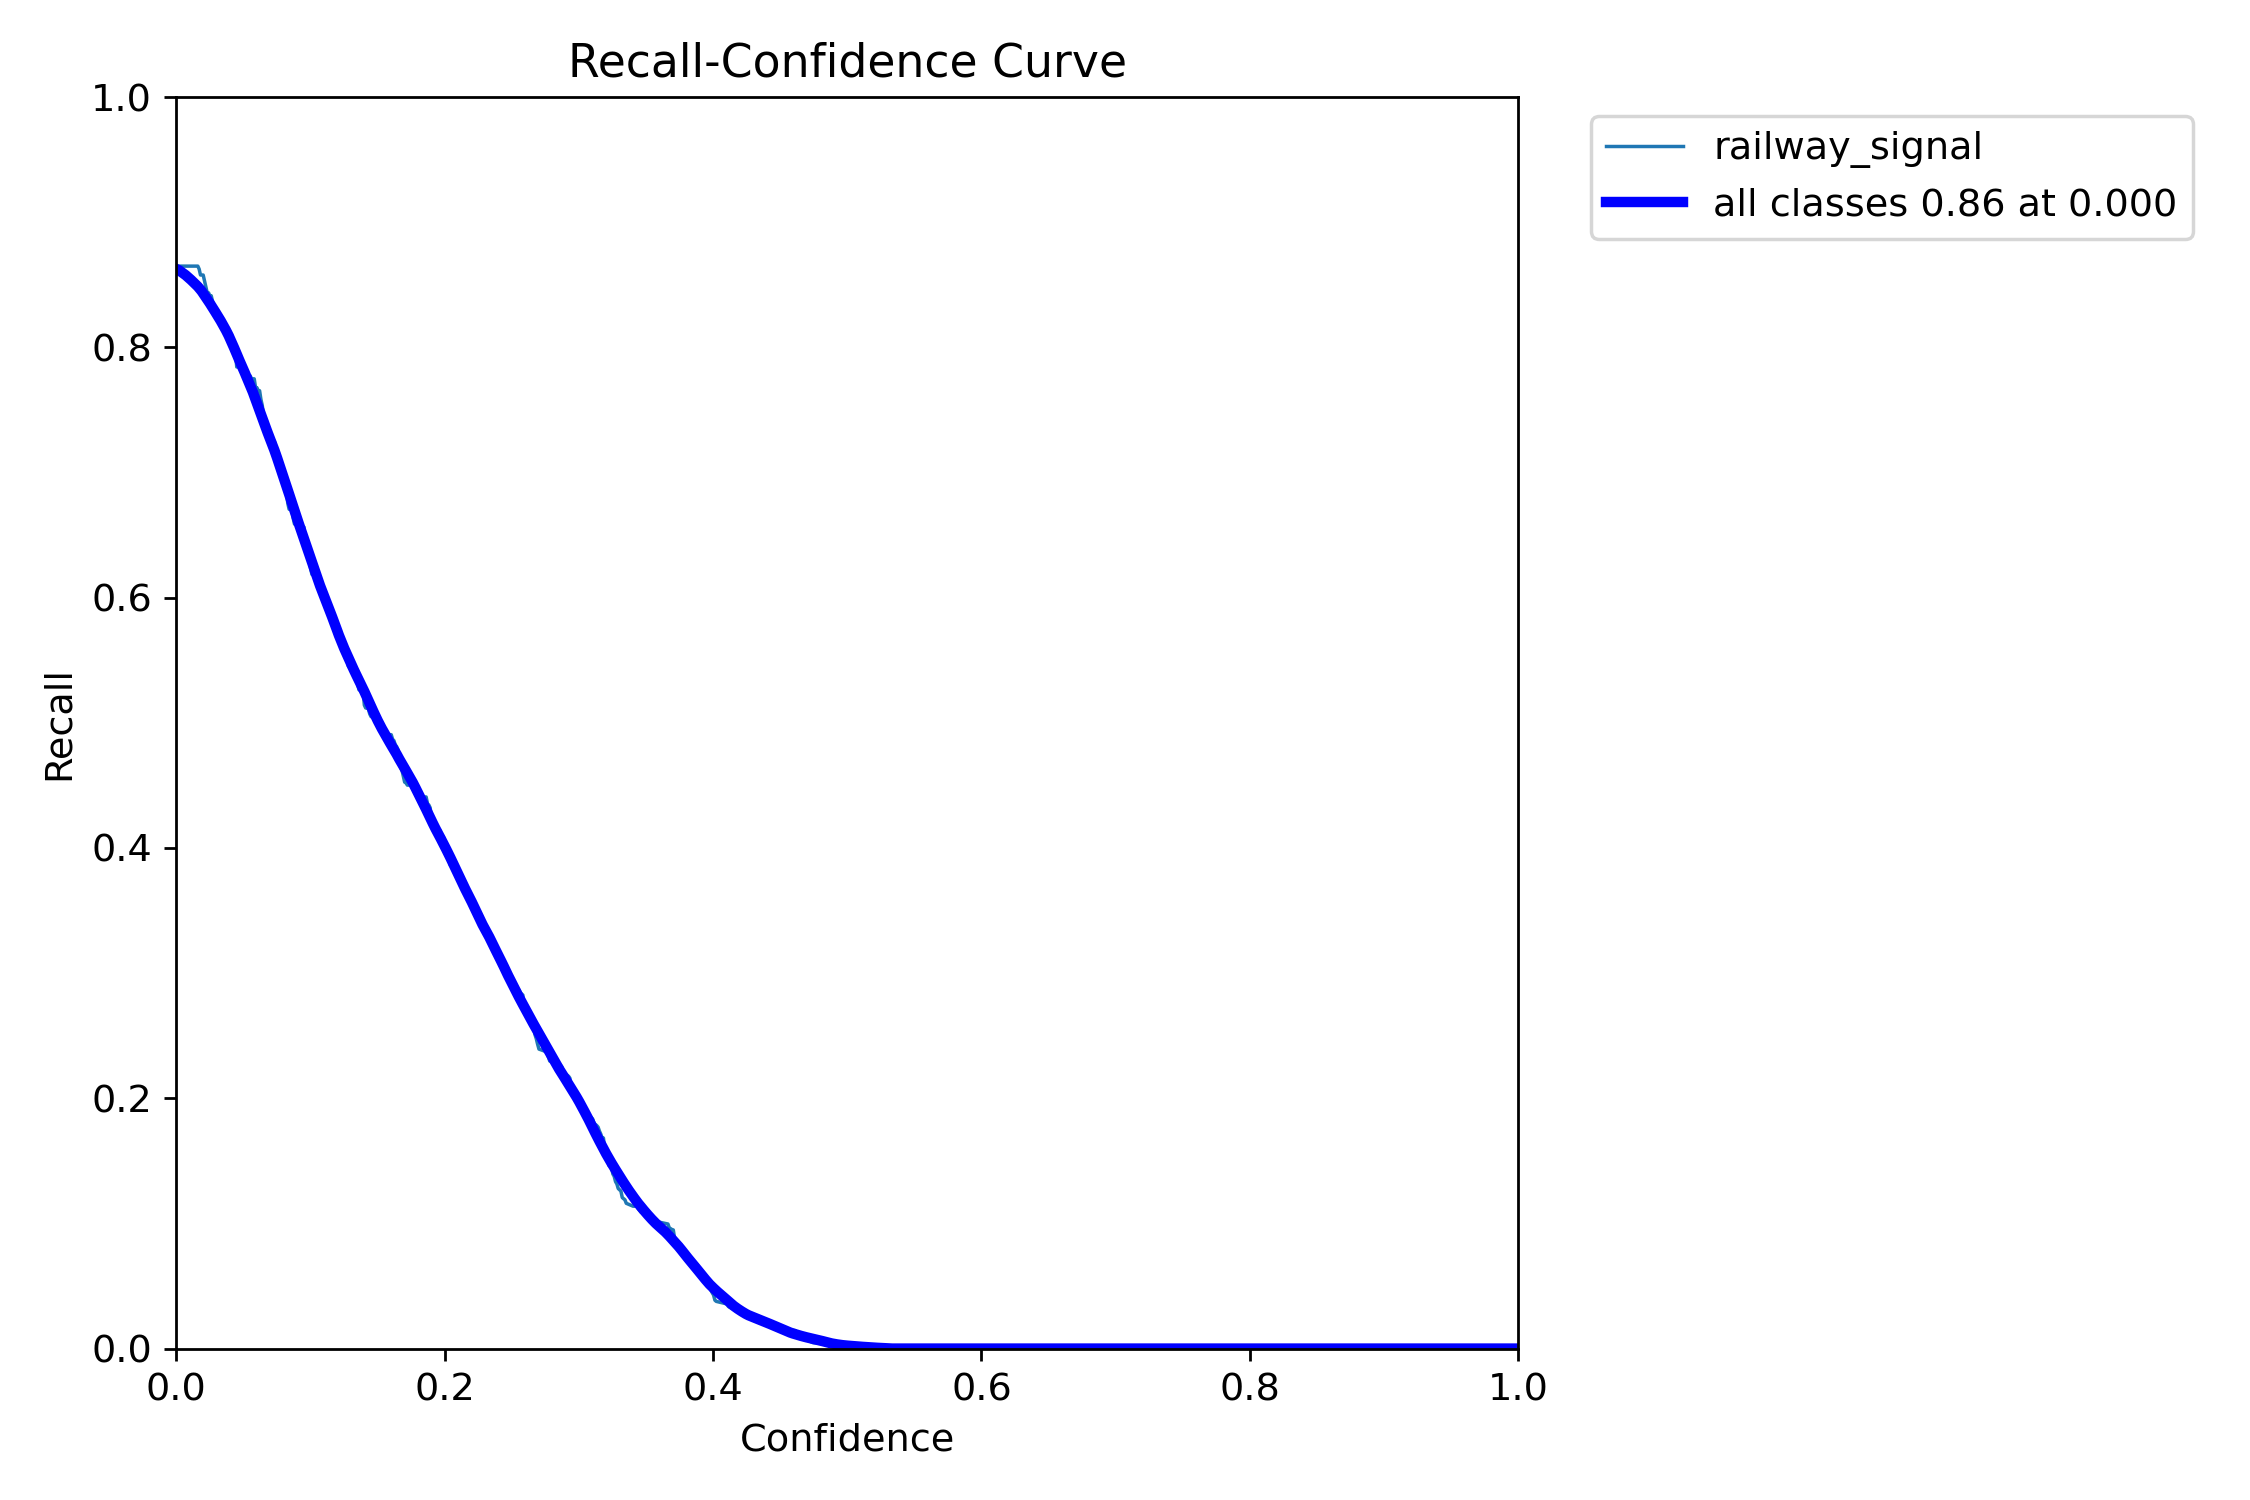 Recall-Confidence Curve
1.0
0.8
0.6
0.4
0.2
0.0
Recall
0.0 0.2 0.4 0.6 0.8 1.0
Confidence
railway_signal
all classes 0.86 at 0.000